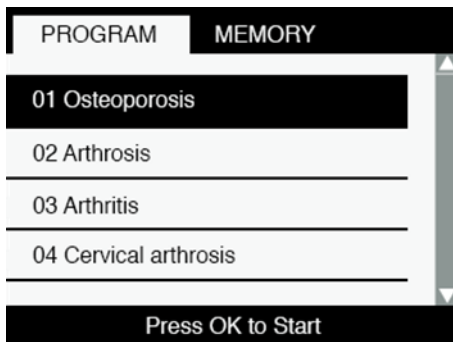 PROGRAM MEMORY
01 Osteoporosis
02 Arthrosis
03 Arthritis
04 Cervical arthrosis
Press OK to Start